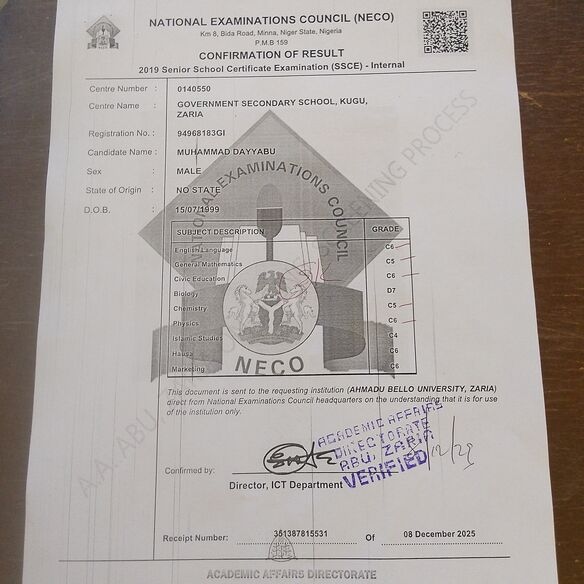 NATIONAL EXAMINATIONS COUNCIL (NECO)
Km 8, Bida Road, Minna, Niger State, Nigeria
P.M.B 159
CONFIRMATION OF RESULT
2019 Senior School Certificate Examination (SSCE) - Internal
Centre Number : 0140550
Centre Name : GOVERNMENT SECONDARY SCHOOL, KUGU,
ZARIA
Registration No. : 94968183GI
Candidate Name : MUHAMMAD DAYYABU
Sex : MALE
State of Origin : NO STATE
D.O.B. : 15/07/1999
NATIONAL EXAMINATIONS COUNCIL
SUBJECT DESCRIPTION GRADE
English Language C6
General Mathematics C5
Civic Education C6
Biology D7
Chemistry C5
Physics C6
Islamic Studies C4
Hausa C6
Marketing C6
NECO
This document is sent to the requesting institution (AHMADU BELLO UNIVERSITY, ZARIA)
direct from National Examinations Council headquarters on the understanding that it is for use
of the institution only.
ACADEMIC AFFAIRS
DIRECTORATE
ABU, ZARIA
VERIFIED
Confirmed by:
Director, ICT Department
Receipt Number: 351387815531 Of 08 December 2025
ACADEMIC AFFAIRS DIRECTORATE